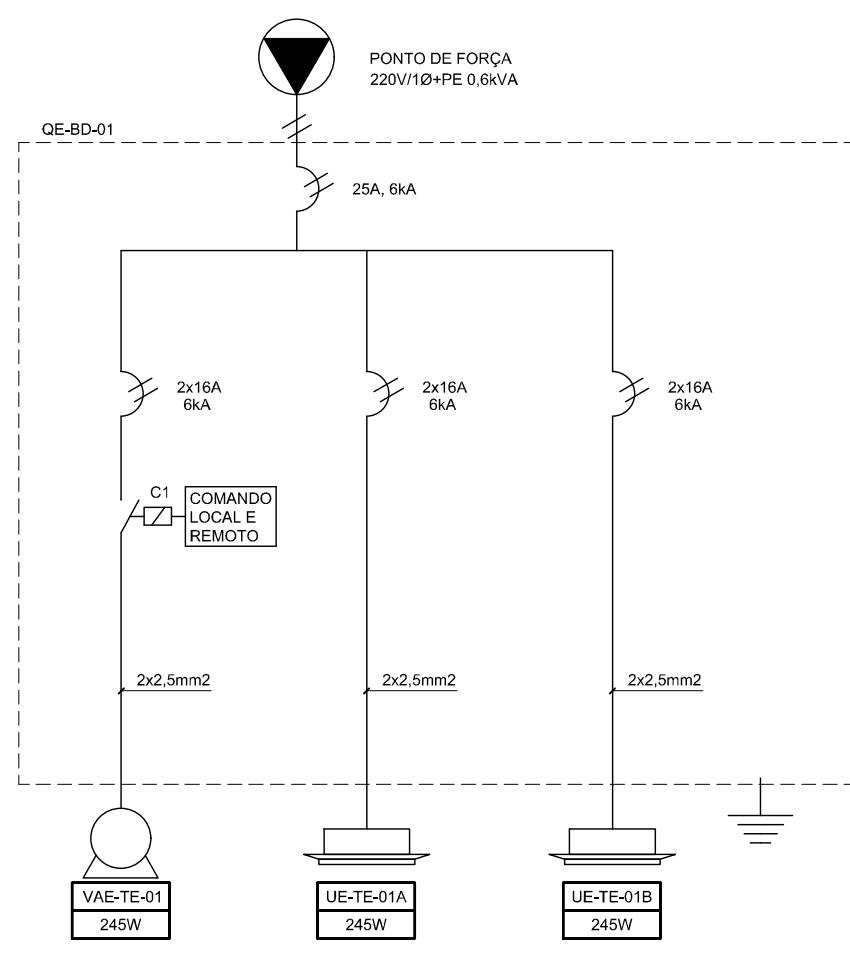 PONTO DE FORÇA
220V/1Ø+PE 0,6kVA
QE-BD-01
25A, 6kA
2x16A
6kA
2x16A
6kA
2x16A
6kA
C1
COMANDO
LOCAL E
REMOTO
2x2,5mm2
2x2,5mm2
2x2,5mm2
VAE-TE-01
245W
UE-TE-01A
245W
UE-TE-01B
245W